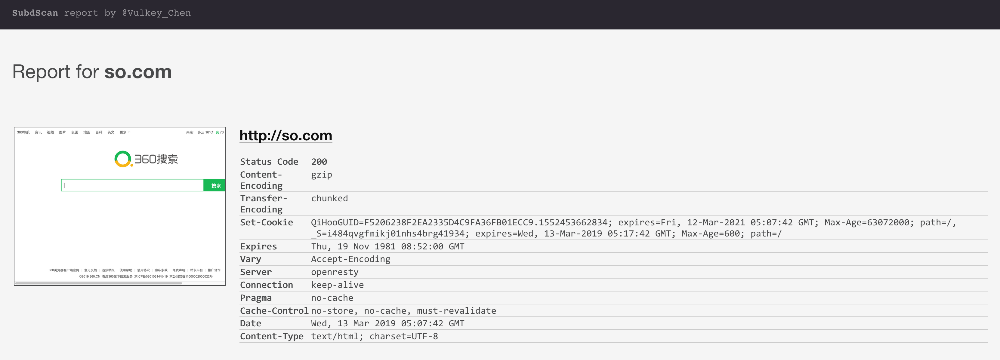 SubdScan report by @Vulkey_Chen
Report for so.com
360导航 资讯 视频 图片 良医 地图 百科 英文 更多
南京: 多云 16°C 良 73
360搜索
搜索
360浏览器客户端官网 意见反馈 违法举报 使用帮助 使用协议 隐私条款 免责声明 站长平台 推广合作
©2019 360.CN 奇虎360旗下搜索服务 京ICP备08010314号-19 京公网安备11000002000022号
http://so.com
Status Code 200
Content-
Encoding gzip
Transfer-
Encoding chunked
Set-Cookie QiHooGUID=F5206238F2EA2335D4C9FA36FB01ECC9.1552453662834; expires=Fri, 12-Mar-2021 05:07:42 GMT; Max-Age=63072000; path=/,
_S=i484qvgfmikj01nhs4brg41934; expires=Wed, 13-Mar-2019 05:17:42 GMT; Max-Age=600; path=/
Expires Thu, 19 Nov 1981 08:52:00 GMT
Vary Accept-Encoding
Server openresty
Connection keep-alive
Pragma no-cache
Cache-Control no-store, no-cache, must-revalidate
Date Wed, 13 Mar 2019 05:07:42 GMT
Content-Type text/html; charset=UTF-8